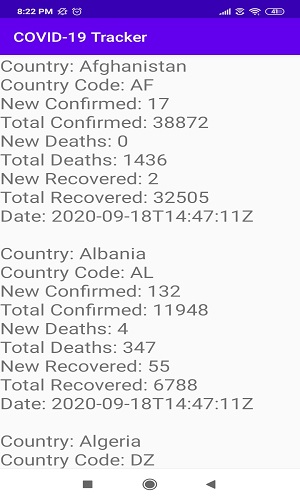 8:22 PM 41
COVID-19 Tracker
Country: Afghanistan
Country Code: AF
New Confirmed: 17
Total Confirmed: 38872
New Deaths: 0
Total Deaths: 1436
New Recovered: 2
Total Recovered: 32505
Date: 2020-09-18T14:47:11Z
Country: Albania
Country Code: AL
New Confirmed: 132
Total Confirmed: 11948
New Deaths: 4
Total Deaths: 347
New Recovered: 55
Total Recovered: 6788
Date: 2020-09-18T14:47:11Z
Country: Algeria
Country Code: DZ